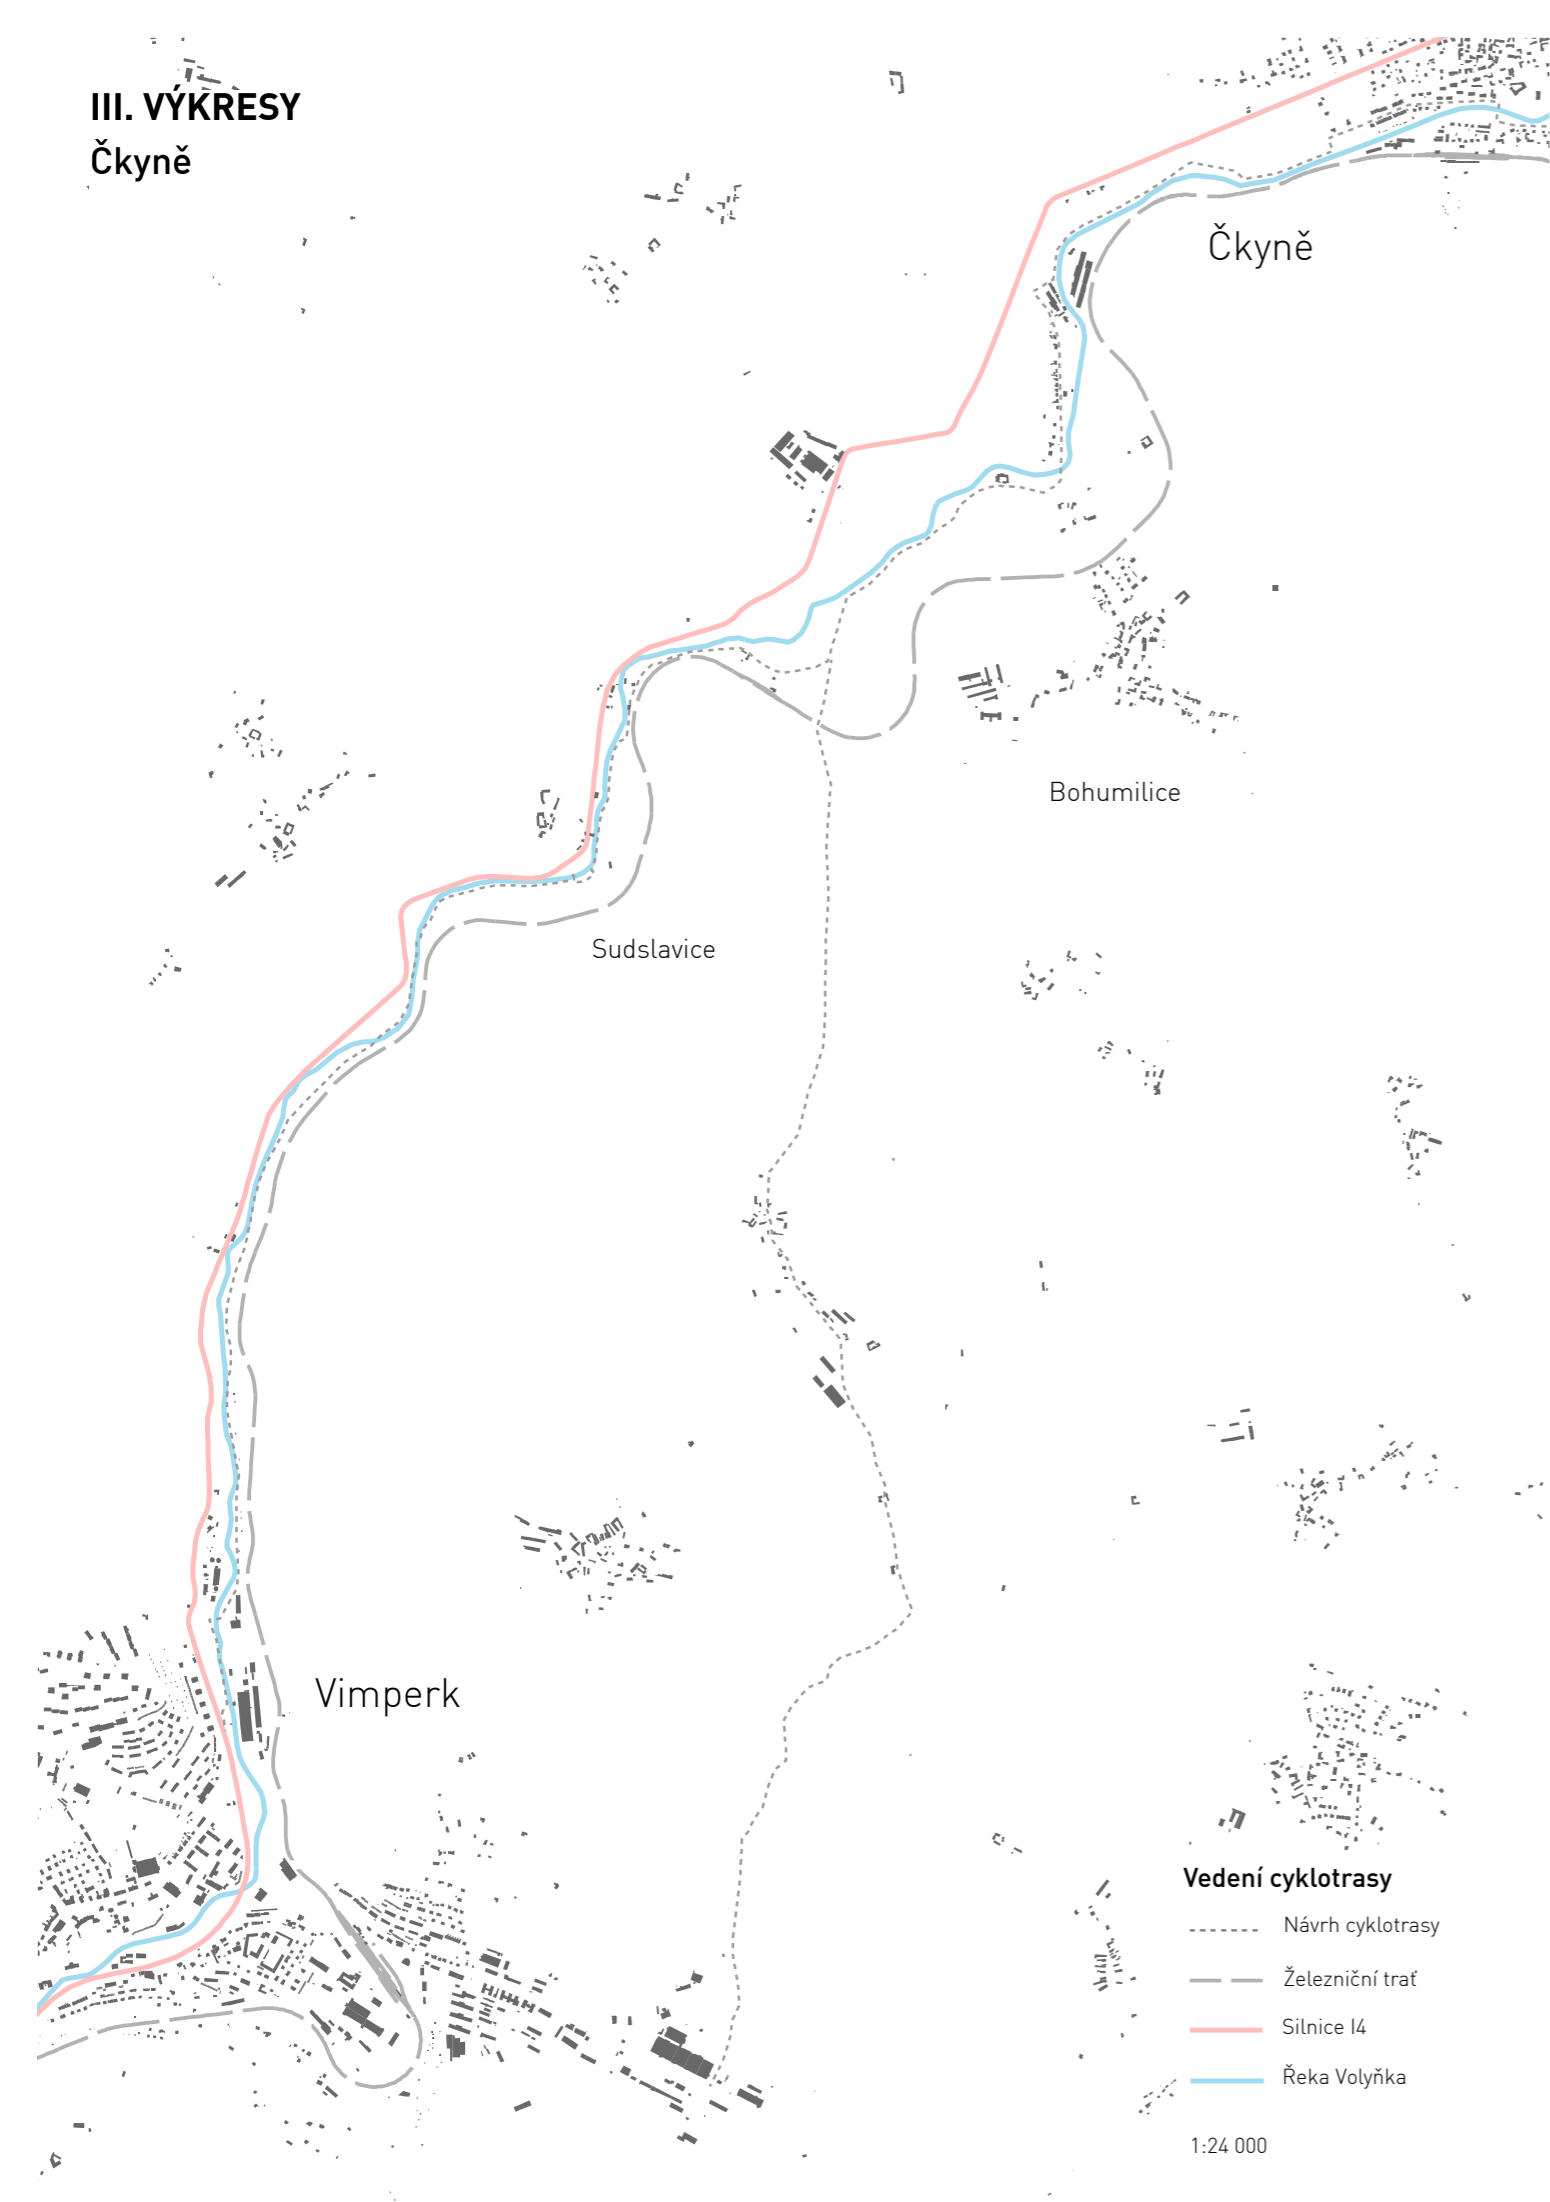 III. VÝKRESY
Čkyně
Čkyně
Bohumilice
Sudslavice
Vimperk
Vedení cyklotrasy
Návrh cyklotrasy
Železniční trať
Silnice I4
Řeka Volyňka
1:24 000